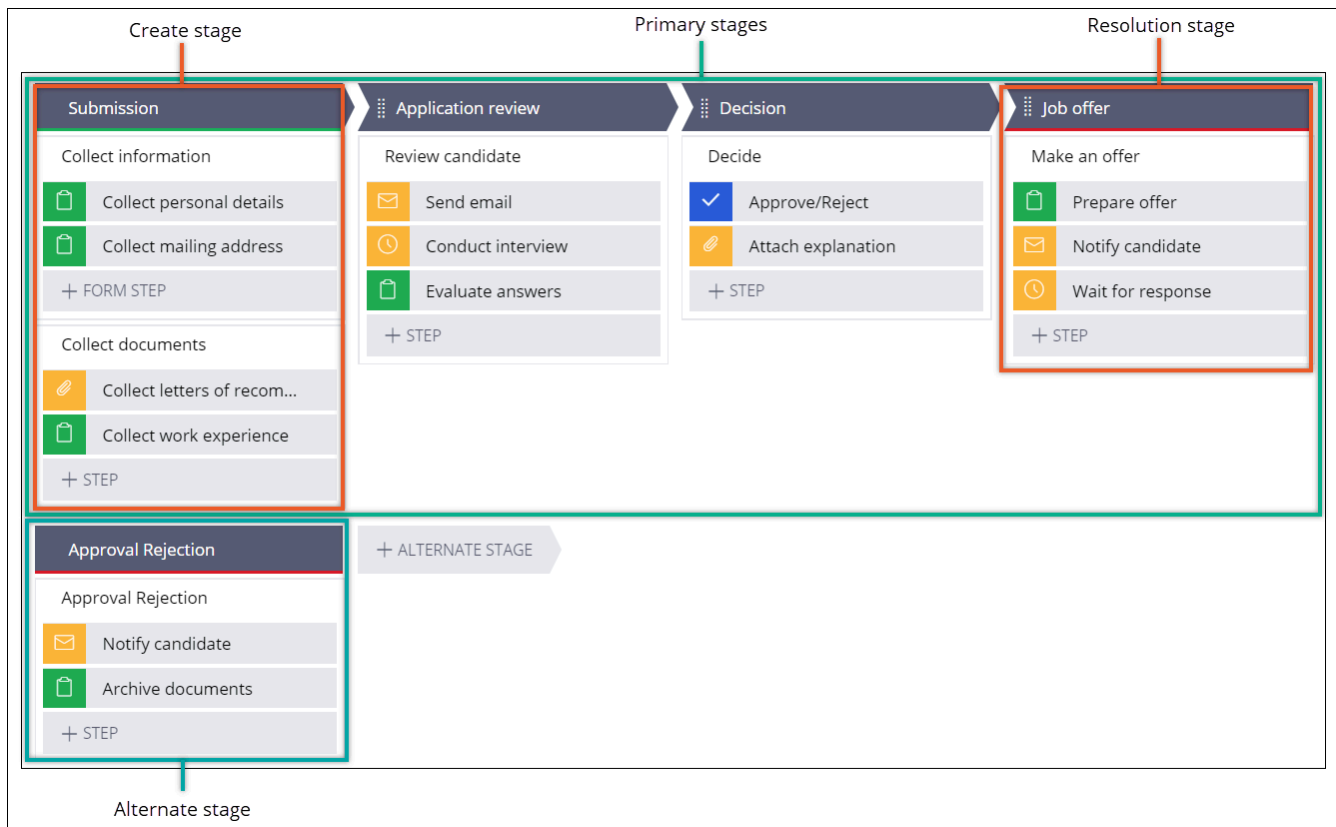 Create stage
Primary stages
Resolution stage
Submission
Application review
Decision
Job offer
Collect information
Collect personal details
Collect mailing address
+ FORM STEP
Collect documents
Collect letters of recom...
Collect work experience
+ STEP
Review candidate
Send email
Conduct interview
Evaluate answers
+ STEP
Decide
Approve/Reject
Attach explanation
+ STEP
Make an offer
Prepare offer
Notify candidate
Wait for response
+ STEP
Approval Rejection
+ ALTERNATE STAGE
Approval Rejection
Notify candidate
Archive documents
+ STEP
Alternate stage